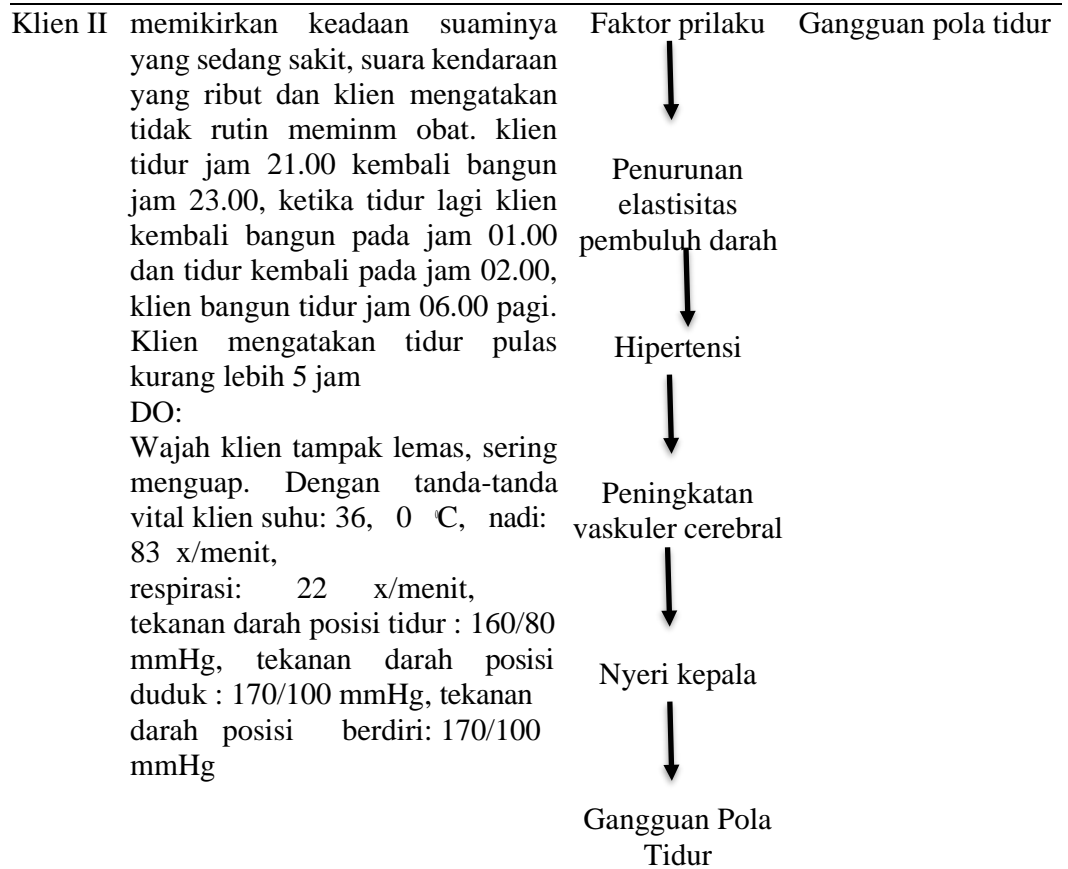 Klien II
memikirkan keadaan suaminya
yang sedang sakit, suara kendaraan
yang ribut dan klien mengatakan
tidak rutin meminm obat. klien
tidur jam 21.00 kembali bangun
jam 23.00, ketika tidur lagi klien
kembali bangun pada jam 01.00
dan tidur kembali pada jam 02.00,
klien bangun tidur jam 06.00 pagi.
Klien mengatakan tidur pulas
kurang lebih 5 jam
DO:
Wajah klien tampak lemas, sering
menguap. Dengan tanda-tanda
vital klien suhu: 36, 0 ℃, nadi:
83 x/menit,
respirasi: 22 x/menit,
tekanan darah posisi tidur : 160/80
mmHg, tekanan darah posisi
duduk : 170/100 mmHg, tekanan
darah posisi berdiri: 170/100
mmHg
Faktor prilaku
Penurunan
elastisitas
pembuluh darah
Hipertensi
Peningkatan
vaskuler cerebral
Nyeri kepala
Gangguan Pola
Tidur
Gangguan pola tidur